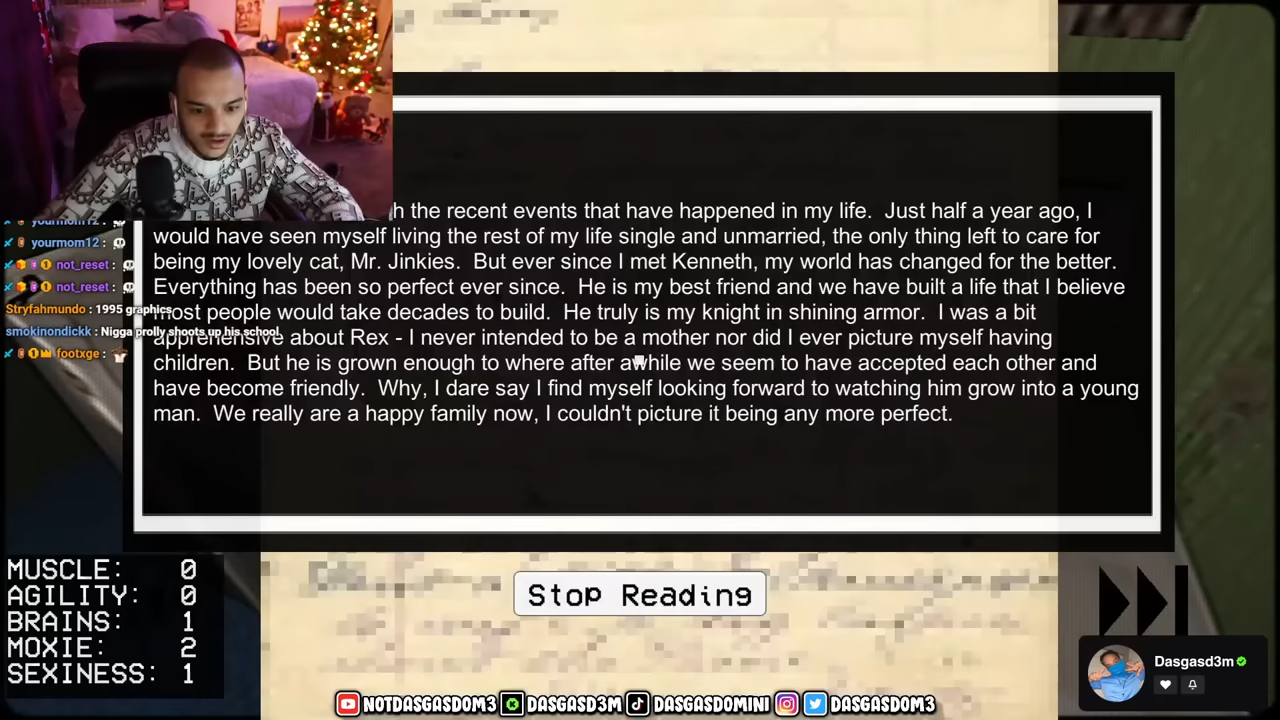 yourmom12 :
yourmom12 :
not_reset :
not_reset :
Stryfahmundo : 1995 graphics
smokinondickk : Nigga prolly shoots up his school
footxge :
h the recent events that have happened in my life. Just half a year ago, I
would have seen myself living the rest of my life single and unmarried, the only thing left to care for
being my lovely cat, Mr. Jinkies. But ever since I met Kenneth, my world has changed for the better.
Everything has been so perfect ever since. He is my best friend and we have built a life that I believe
most people would take decades to build. He truly is my knight in shining armor. I was a bit
apprehensive about Rex - I never intended to be a mother nor did I ever picture myself having
children. But he is grown enough to where after awhile we seem to have accepted each other and
have become friendly. Why, I dare say I find myself looking forward to watching him grow into a young
man. We really are a happy family now, I couldn't picture it being any more perfect.
Stop Reading
MUSCLE: 0
AGILITY: 0
BRAINS: 1
MOXIE: 2
SEXINESS: 1
Dasgasd3m
NOTDASGASDOM3 DASGASD3M DASGASDOMINI DASGASDOM3